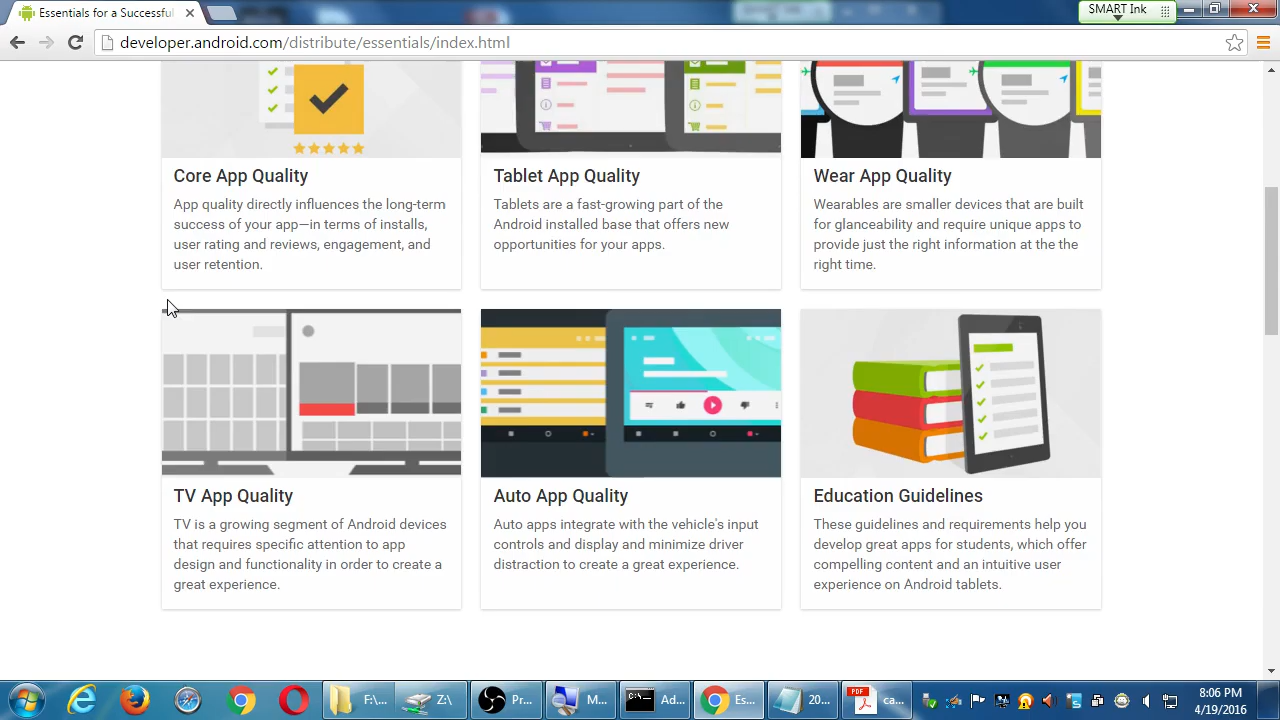 Essentials for a Successful
SMART Ink
developer.android.com/distribute/essentials/index.html
Core App Quality
App quality directly influences the long-term
success of your app—in terms of installs,
user rating and reviews, engagement, and
user retention.
Tablet App Quality
Tablets are a fast-growing part of the
Android installed base that offers new
opportunities for your apps.
Wear App Quality
Wearables are smaller devices that are built
for glanceability and require unique apps to
provide just the right information at the the
right time.
TV App Quality
TV is a growing segment of Android devices
that requires specific attention to app
design and functionality in order to create a
great experience.
Auto App Quality
Auto apps integrate with the vehicle's input
controls and display and minimize driver
distraction to create a great experience.
Education Guidelines
These guidelines and requirements help you
develop great apps for students, which offer
compelling content and an intuitive user
experience on Android tablets.
F:\...
Z:\
Pr...
M...
C:\
Ad...
Es...
20...
PDF
ca...
8:06 PM
4/19/2016